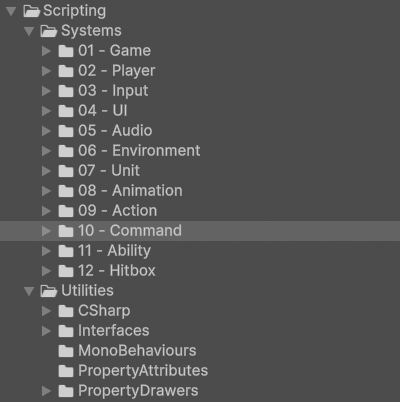 Scripting
Systems
01 - Game
02 - Player
03 - Input
04 - UI
05 - Audio
06 - Environment
07 - Unit
08 - Animation
09 - Action
10 - Command
11 - Ability
12 - Hitbox
Utilities
CSharp
Interfaces
MonoBehaviours
PropertyAttributes
PropertyDrawers